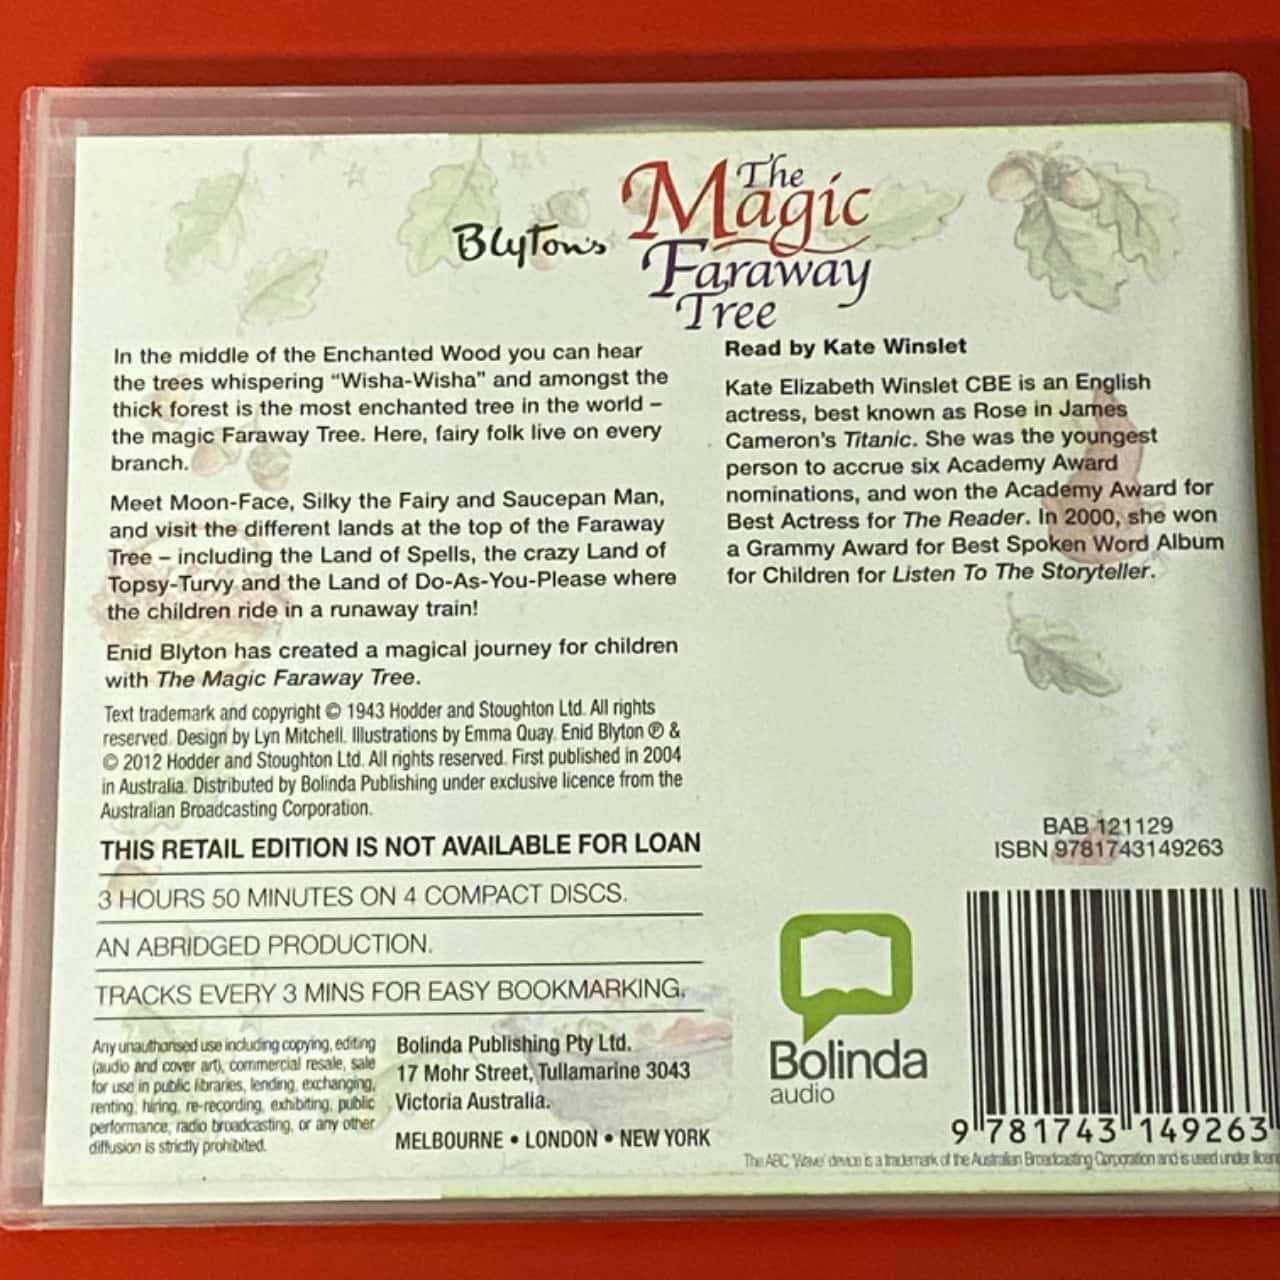 Blyton's
The
Magic
Faraway
Tree
In the middle of the Enchanted Wood you can hear
the trees whispering “Wisha-Wisha” and amongst the
thick forest is the most enchanted tree in the world –
the magic Faraway Tree. Here, fairy folk live on every
branch.
Meet Moon-Face, Silky the Fairy and Saucepan Man,
and visit the different lands at the top of the Faraway
Tree – including the Land of Spells, the crazy Land of
Topsy-Turvy and the Land of Do-As-You-Please where
the children ride in a runaway train!
Enid Blyton has created a magical journey for children
with The Magic Faraway Tree.
Text trademark and copyright © 1943 Hodder and Stoughton Ltd. All rights
reserved. Design by Lyn Mitchell. Illustrations by Emma Quay. Enid Blyton ℗ &
© 2012 Hodder and Stoughton Ltd. All rights reserved. First published in 2004
in Australia. Distributed by Bolinda Publishing under exclusive licence from the
Australian Broadcasting Corporation.
THIS RETAIL EDITION IS NOT AVAILABLE FOR LOAN
3 HOURS 50 MINUTES ON 4 COMPACT DISCS.
AN ABRIDGED PRODUCTION.
TRACKS EVERY 3 MINS FOR EASY BOOKMARKING.
Any unauthorised use including copying, editing
(audio and cover art), commercial resale, sale
for use in public libraries, lending, exchanging,
renting, hiring, re-recording, exhibiting, public
performance, radio broadcasting, or any other
diffusion is strictly prohibited.
Bolinda Publishing Pty Ltd.
17 Mohr Street, Tullamarine 3043
Victoria Australia.
MELBOURNE • LONDON • NEW YORK
Read by Kate Winslet
Kate Elizabeth Winslet CBE is an English
actress, best known as Rose in James
Cameron's Titanic. She was the youngest
person to accrue six Academy Award
nominations, and won the Academy Award for
Best Actress for The Reader. In 2000, she won
a Grammy Award for Best Spoken Word Album
for Children for Listen To The Storyteller.
BAB 121129
ISBN 9781743149263
Bolinda
audio
9 781743 149263
The ABC 'Wave' device is a trademark of the Australian Broadcasting Corporation and is used under